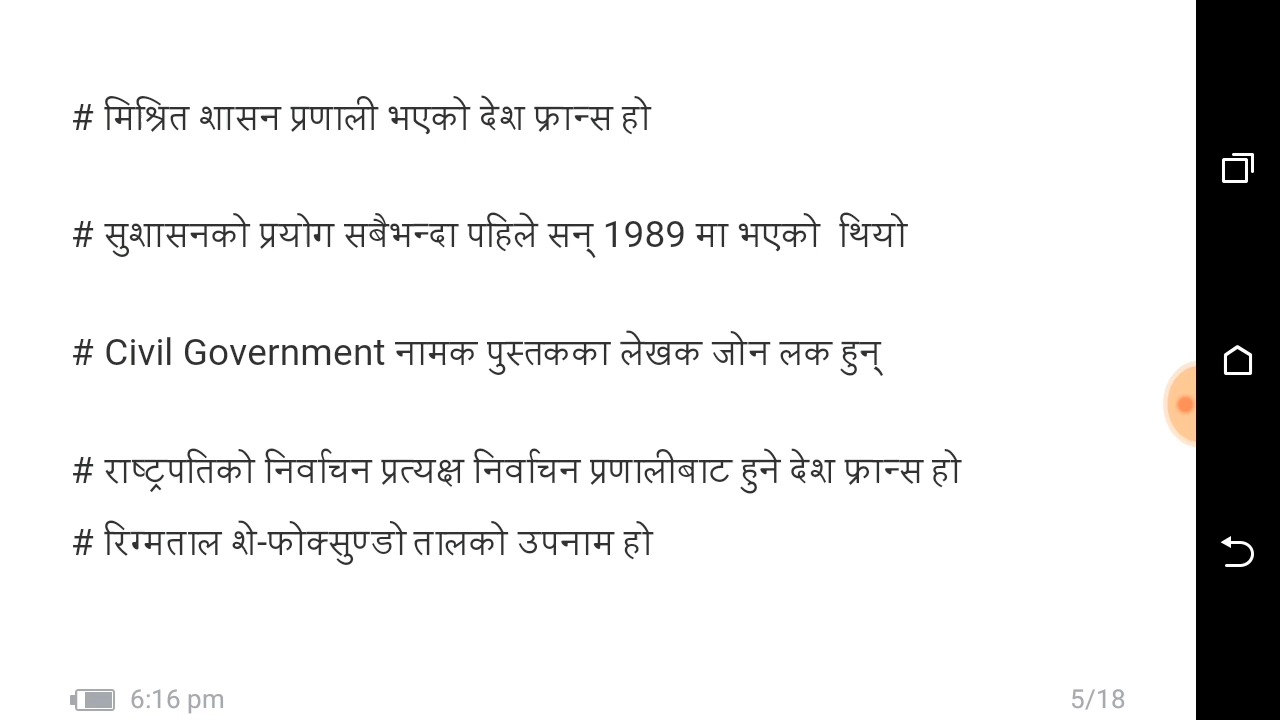 # मिश्रित शासन प्रणाली भएको देश फ्रान्स हो
# सुशासनको प्रयोग सबैभन्दा पहिले सन् 1989 मा भएको  थियो
# Civil Government नामक पुस्तकका लेखक जोन लक हुन्
# राष्ट्रपतिको निर्वाचन प्रत्यक्ष निर्वाचन प्रणालीबाट हुने देश फ्रान्स हो
# रिग्मताल शे-फोक्सुण्डो तालको उपनाम हो
6:16 pm 5/18